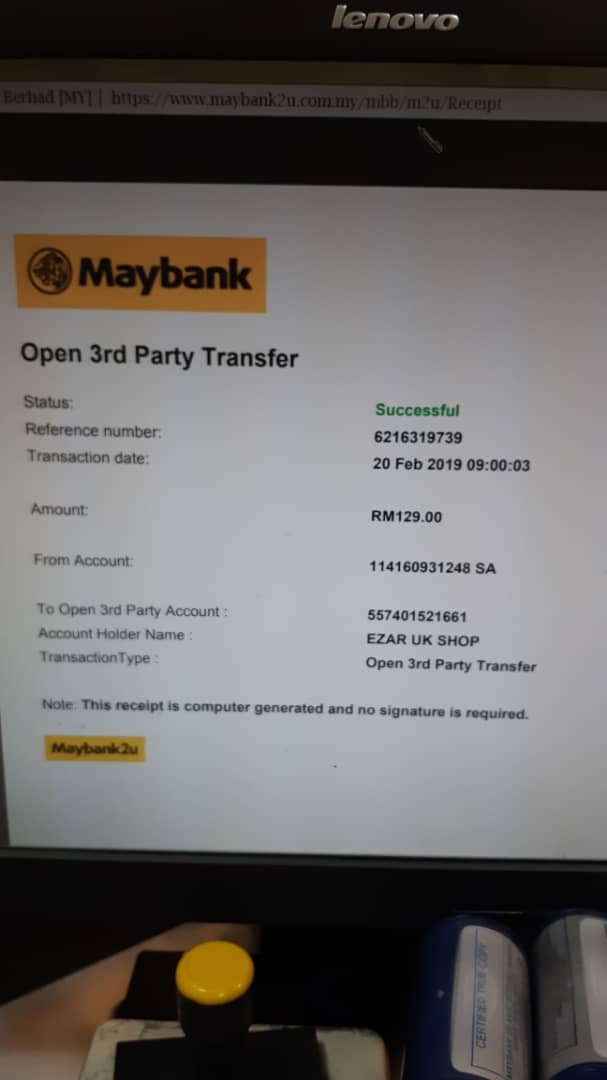 lenovo
Berhad [MY] | https://www.maybank2u.com.my/mbb/m2u/Receipt
Maybank
Open 3rd Party Transfer
Status: Successful
Reference number: 6216319739
Transaction date: 20 Feb 2019 09:00:03
Amount: RM129.00
From Account: 114160931248 SA
To Open 3rd Party Account : 557401521661
Account Holder Name : EZAR UK SHOP
TransactionType : Open 3rd Party Transfer
Note: This receipt is computer generated and no signature is required.
Maybank2u
CERTIFIED TRUE COPY